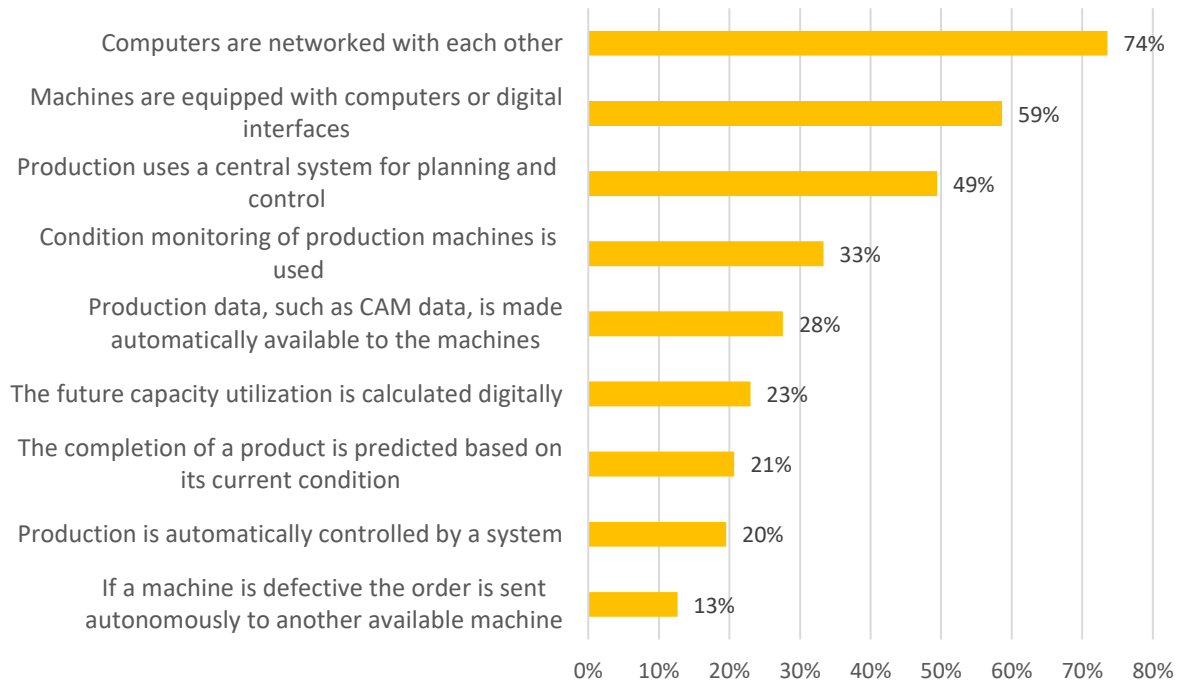 Computers are networked with each other
74%
Machines are equipped with computers or digital
interfaces
59%
Production uses a central system for planning and
control
49%
Condition monitoring of production machines is
used
33%
Production data, such as CAM data, is made
automatically available to the machines
28%
The future capacity utilization is calculated digitally
23%
The completion of a product is predicted based on
its current condition
21%
Production is automatically controlled by a system
20%
If a machine is defective the order is sent
autonomously to another available machine
13%
0% 10% 20% 30% 40% 50% 60% 70% 80%